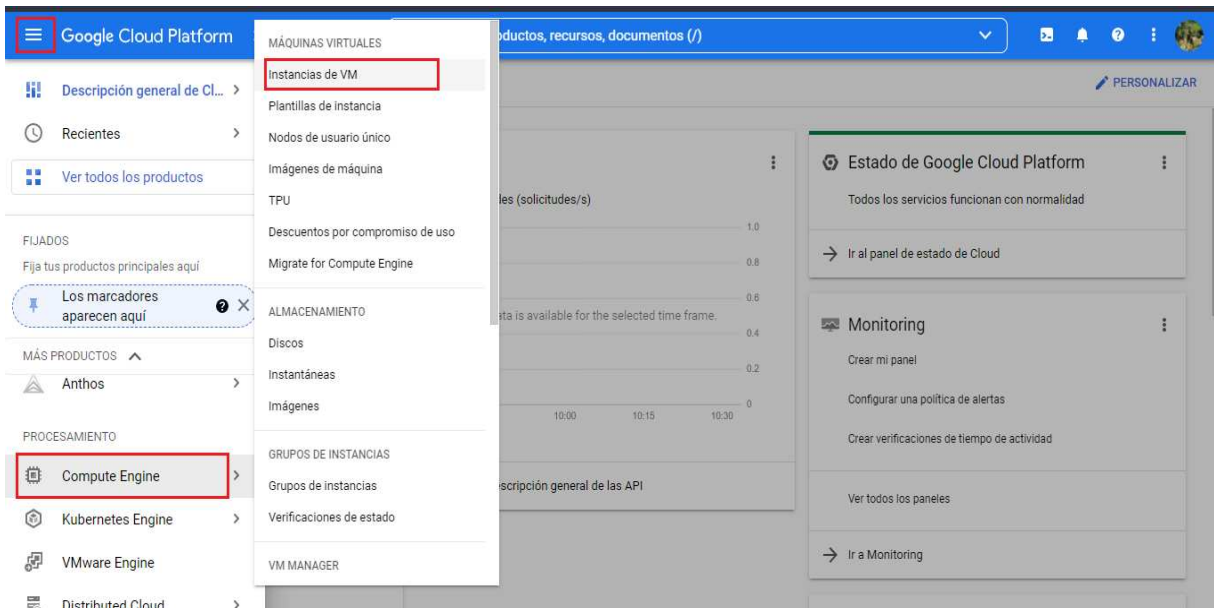 Google Cloud Platform
oductos, recursos, documentos (/)
PERSONALIZAR
Descripción general de Cl...
Recientes
Ver todos los productos
FIJADOS
Fija tus productos principales aquí
Los marcadores
aparecen aquí
MÁS PRODUCTOS
Anthos
PROCESAMIENTO
Compute Engine
Kubernetes Engine
VMware Engine
Distributed Cloud
MÁQUINAS VIRTUALES
Instancias de VM
Plantillas de instancia
Nodos de usuario único
Imágenes de máquina
TPU
Descuentos por compromiso de uso
Migrate for Compute Engine
ALMACENAMIENTO
Discos
Instantáneas
Imágenes
GRUPOS DE INSTANCIAS
Grupos de instancias
Verificaciones de estado
VM MANAGER
les (solicitudes/s)
1.0
0.8
0.6
ata is available for the selected time frame.
0.4
0.2
0
10:00 10:15 10:30
escripción general de las API
Estado de Google Cloud Platform
Todos los servicios funcionan con normalidad
Ir al panel de estado de Cloud
Monitoring
Crear mi panel
Configurar una política de alertas
Crear verificaciones de tiempo de actividad
Ver todos los paneles
Ir a Monitoring